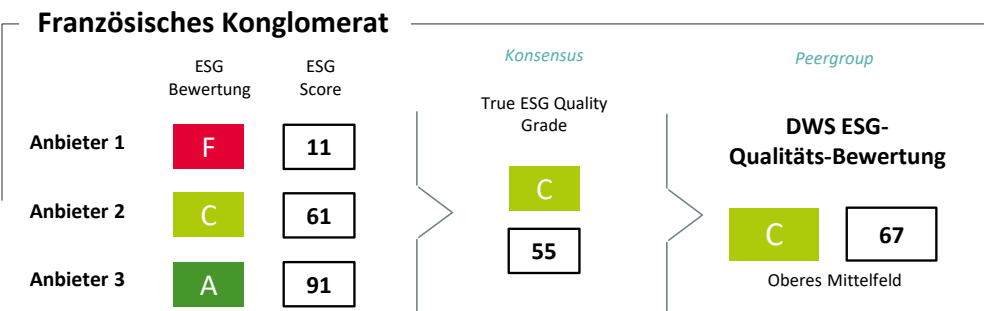 Französisches Konglomerat
ESG
Bewertung
ESG
Score
Anbieter 1
F
11
Anbieter 2
C
61
Anbieter 3
A
91
Konsensus
True ESG Quality
Grade
C
55
Peergroup
DWS ESG-
Qualitäts-Bewertung
C
67
Oberes Mittelfeld